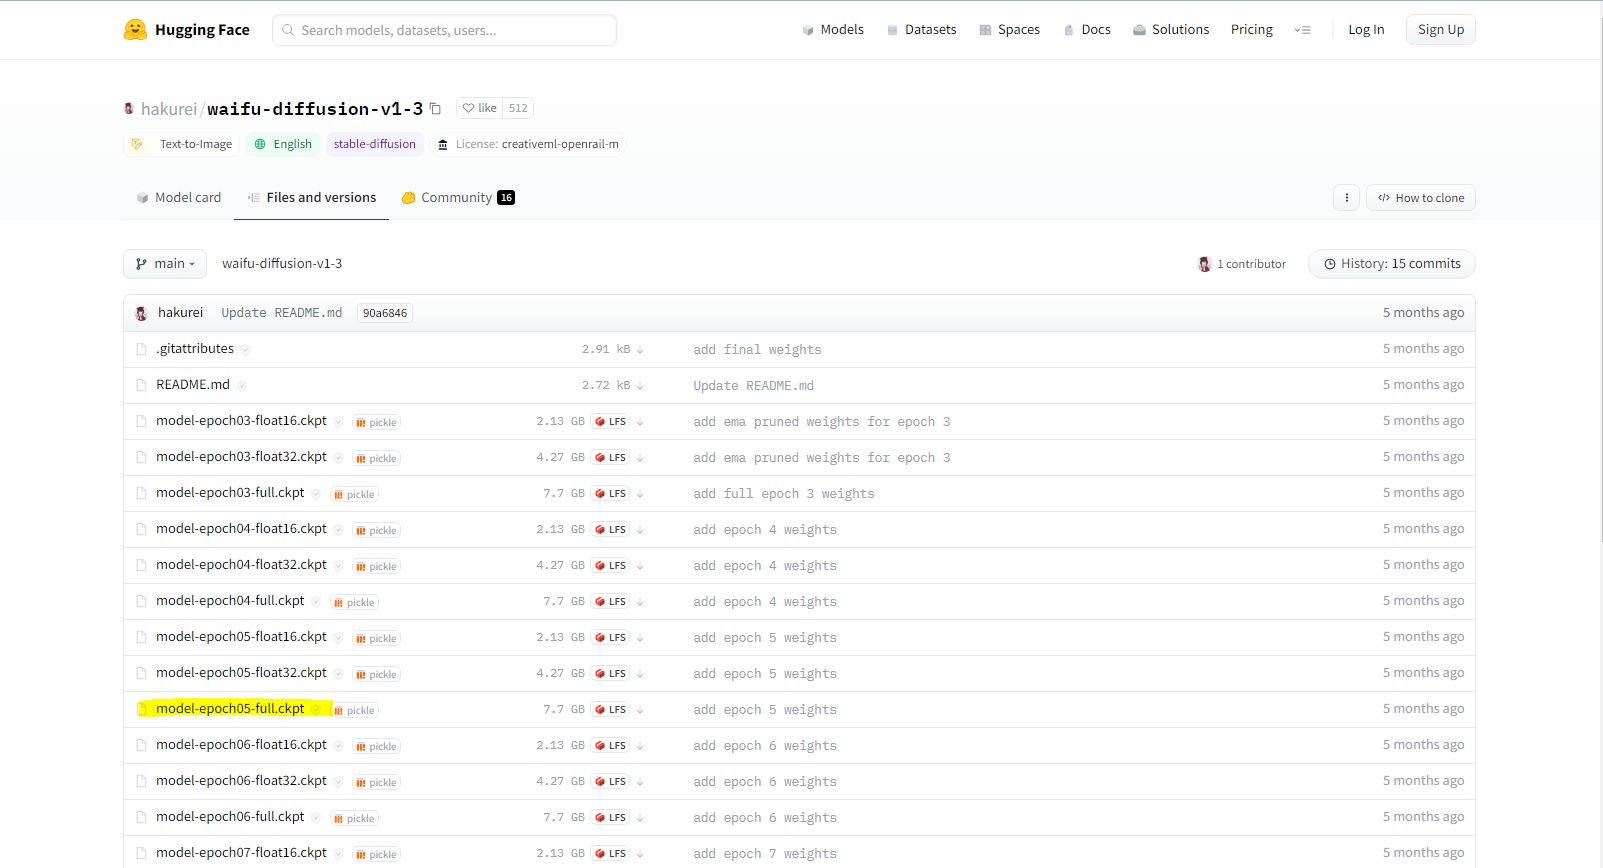 Hugging Face Search models, datasets, users... Models Datasets Spaces Docs Solutions Pricing Log In Sign Up
hakurei/waifu-diffusion-v1-3 like 512
Text-to-Image English stable-diffusion License: creativeml-openrail-m
Model card Files and versions Community 16 How to clone
main waifu-diffusion-v1-3 1 contributor History: 15 commits
hakurei Update README.md 90a6846 5 months ago
.gitattributes 2.91 kB add final weights 5 months ago
README.md 2.72 kB Update README.md 5 months ago
model-epoch03-float16.ckpt pickle 2.13 GB LFS add ema pruned weights for epoch 3 5 months ago
model-epoch03-float32.ckpt pickle 4.27 GB LFS add ema pruned weights for epoch 3 5 months ago
model-epoch03-full.ckpt pickle 7.7 GB LFS add full epoch 3 weights 5 months ago
model-epoch04-float16.ckpt pickle 2.13 GB LFS add epoch 4 weights 5 months ago
model-epoch04-float32.ckpt pickle 4.27 GB LFS add epoch 4 weights 5 months ago
model-epoch04-full.ckpt pickle 7.7 GB LFS add epoch 4 weights 5 months ago
model-epoch05-float16.ckpt pickle 2.13 GB LFS add epoch 5 weights 5 months ago
model-epoch05-float32.ckpt pickle 4.27 GB LFS add epoch 5 weights 5 months ago
model-epoch05-full.ckpt pickle 7.7 GB LFS add epoch 5 weights 5 months ago
model-epoch06-float16.ckpt pickle 2.13 GB LFS add epoch 6 weights 5 months ago
model-epoch06-float32.ckpt pickle 4.27 GB LFS add epoch 6 weights 5 months ago
model-epoch06-full.ckpt pickle 7.7 GB LFS add epoch 6 weights 5 months ago
model-epoch07-float16.ckpt pickle 2.13 GB LFS add epoch 7 weights 5 months ago